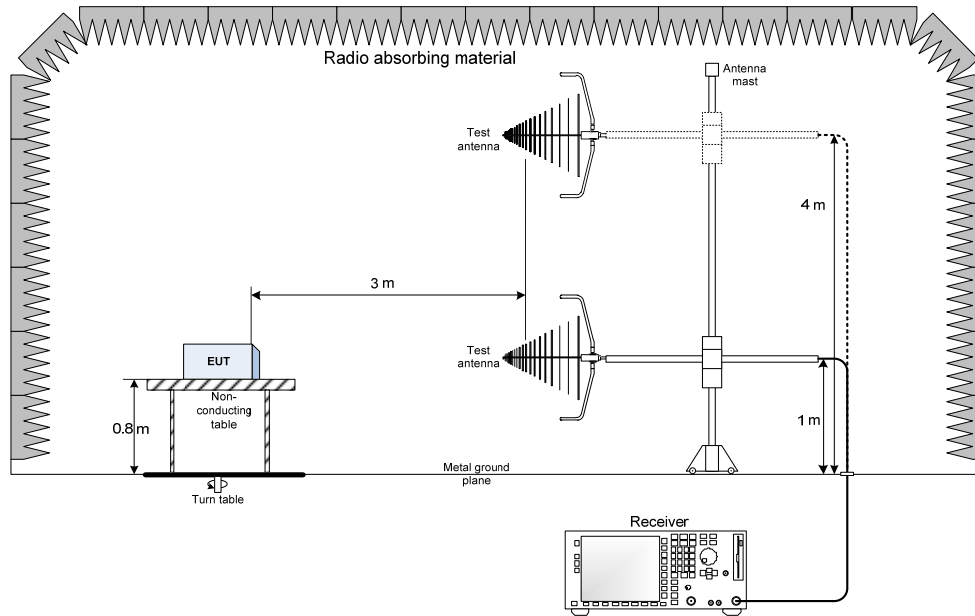 Radio absorbing material
Antenna
mast
Test
antenna
4 m
3 m
EUT
Test
antenna
Non-
conducting
table
0.8 m
1 m
Metal ground
plane
Turn table
Receiver